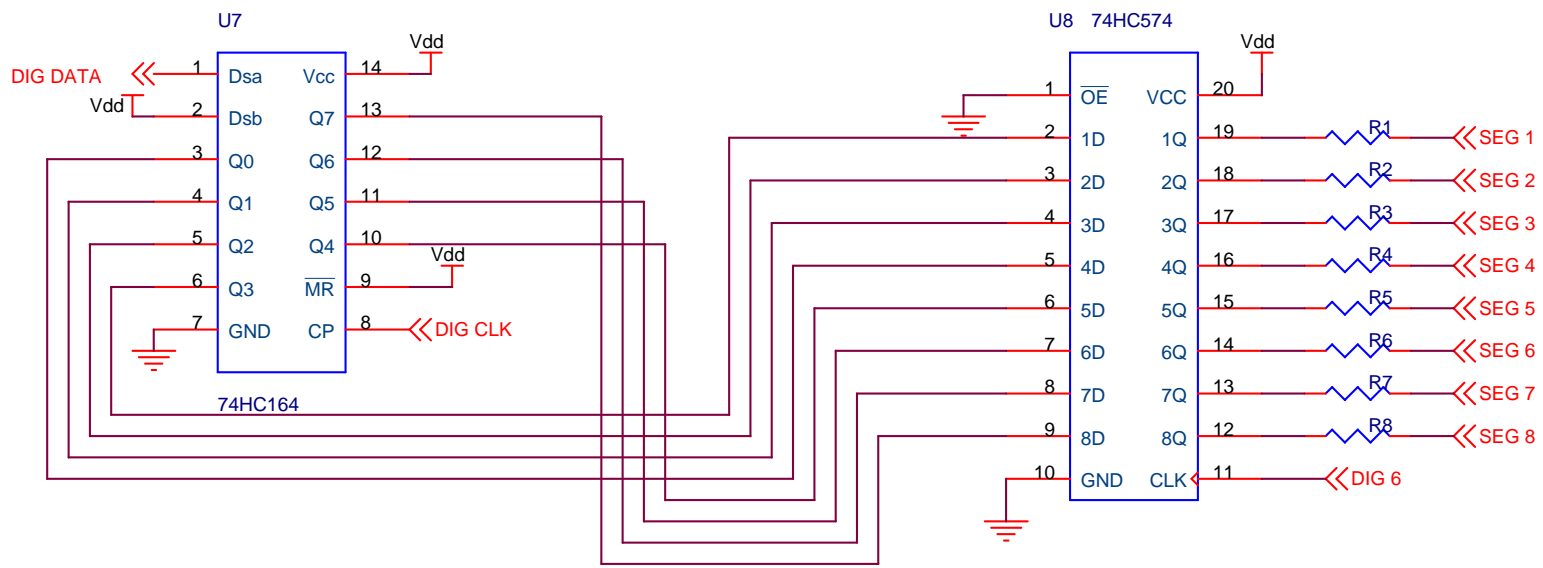 U7
U8 74HC574
Vdd
Vdd
DIG DATA
1 Dsa Vcc 14
Vdd
2 Dsb Q7 13
3 Q0 Q6 12
4 Q1 Q5 11
5 Q2 Q4 10
Vdd
6 Q3 MR 9
7 GND CP 8
DIG CLK
74HC164
1 OE VCC 20
2 1D 1Q 19 R1 SEG 1
3 2D 2Q 18 R2 SEG 2
4 3D 3Q 17 R3 SEG 3
5 4D 4Q 16 R4 SEG 4
6 5D 5Q 15 R5 SEG 5
7 6D 6Q 14 R6 SEG 6
8 7D 7Q 13 R7 SEG 7
9 8D 8Q 12 R8 SEG 8
10 GND CLK 11 DIG 6